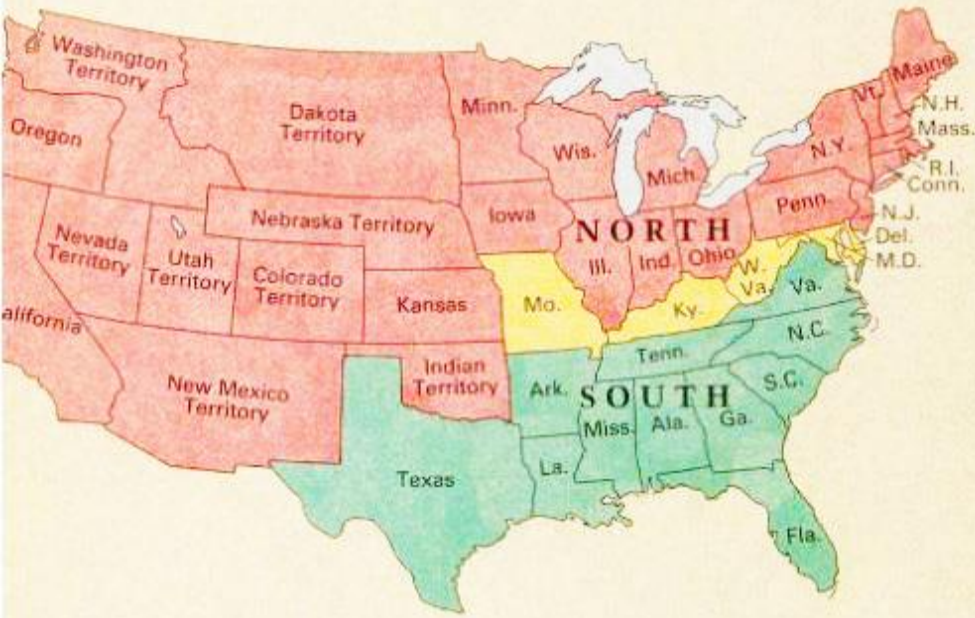 Washington
Territory
Oregon
Dakota
Territory
Minn.
Wis.
Mich
Maine
Vt.
N.H.
Mass.
N.Y.
R.I.
Conn.
Penn.
N.J.
Del.
M.D.
Nebraska Territory
Iowa
NORTH
Ill.
Ind.
Ohio
W.
Va.
Va.
Nevada
Territory
Utah
Territory
Colorado
Territory
Kansas
Mo.
Ky.
alifornia
New Mexico
Territory
Indian
Territory
Ark.
Tenn.
N.C.
SOUTH
S.C.
Miss.
Ala.
Ga.
Texas
La.
Fla.